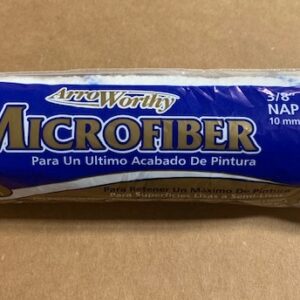 ArroWorthy
3/8"
NAP
10 mm
MICROFIBER
Para Un Ultimo Acabado De Pintura
Para Retener Un Máximo De Pintura
Para Superficies Lisas a Semi-Lisas